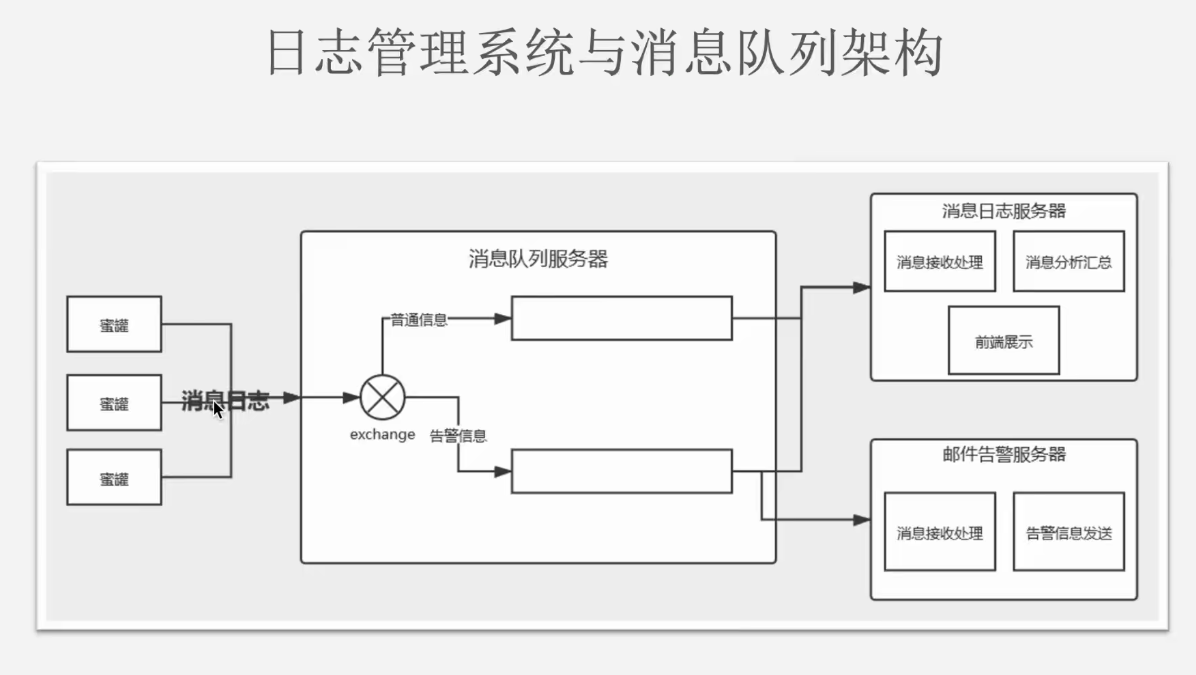 日志管理系统与消息队列架构
蜜罐
蜜罐
蜜罐
消息日志
消息队列服务器
普通信息
exchange
告警信息
消息日志服务器
消息接收处理
消息分析汇总
前端展示
邮件告警服务器
消息接收处理
告警信息发送